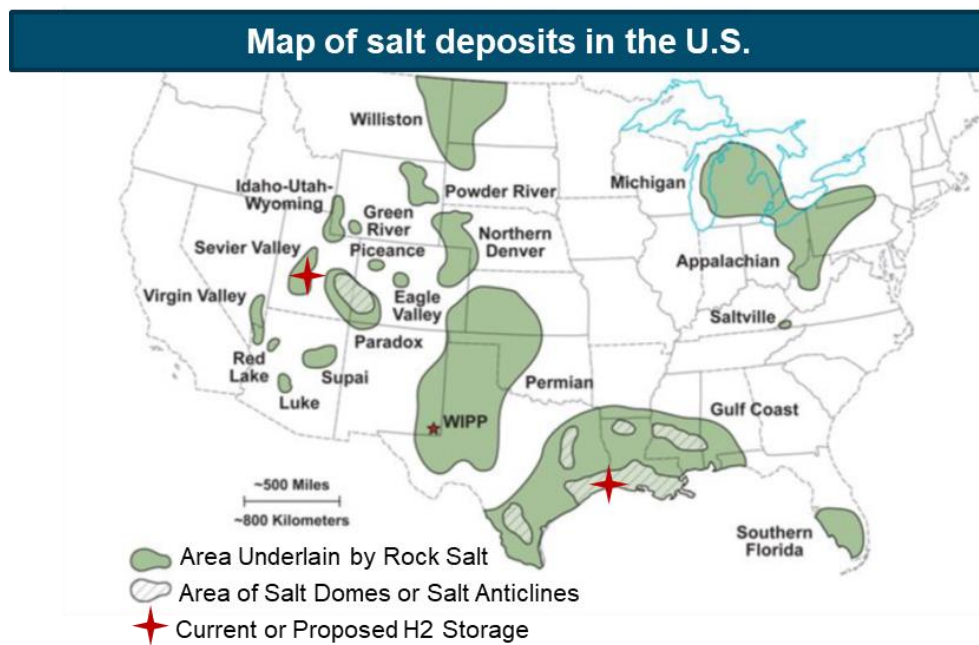 Map of salt deposits in the U.S.
Williston
Michigan
Idaho-Utah-
Wyoming
Powder River
Green
River
Sevier Valley
Piceance
Northern
Denver
Appalachian
Virgin Valley
Eagle
Valley
Saltville
Paradox
Red
Lake
Supai
Permian
Luke
Gulf Coast
WIPP
~500 Miles
~800 Kilometers
Southern
Florida
Area Underlain by Rock Salt
Area of Salt Domes or Salt Anticlines
Current or Proposed H2 Storage